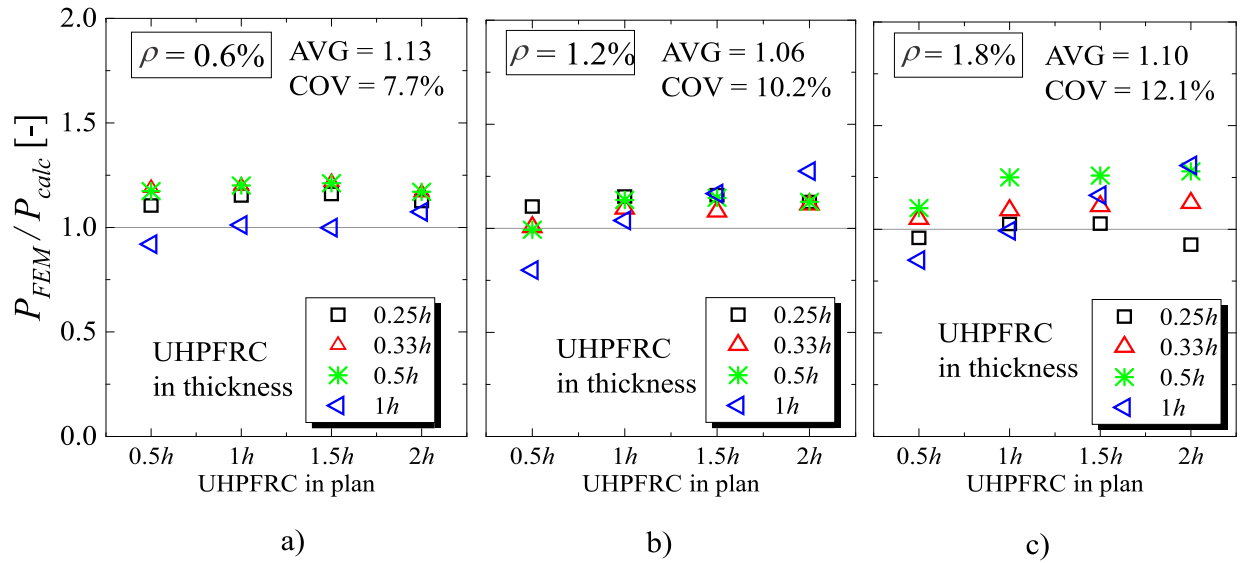 P_FEM / P_calc [-]
2.0
1.5
1.0
0.5
0.0
ρ = 0.6%
AVG = 1.13
COV = 7.7%
UHPFRC
in thickness
0.25h
0.33h
0.5h
1h
0.5h 1h 1.5h 2h
UHPFRC in plan
a)
ρ = 1.2%
AVG = 1.06
COV = 10.2%
UHPFRC
in thickness
0.25h
0.33h
0.5h
1h
0.5h 1h 1.5h 2h
UHPFRC in plan
b)
ρ = 1.8%
AVG = 1.10
COV = 12.1%
UHPFRC
in thickness
0.25h
0.33h
0.5h
1h
0.5h 1h 1.5h 2h
UHPFRC in plan
c)